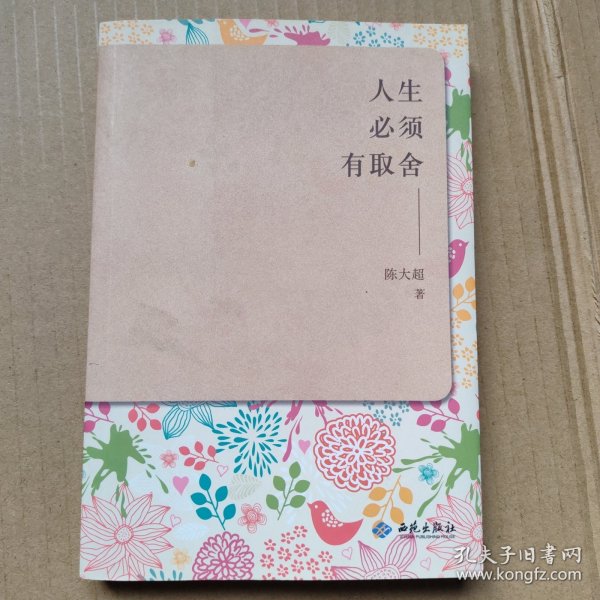 人生
必须
有取舍
陈大超
著
西苑出版社
孔夫子旧书网
www.kongfz.com